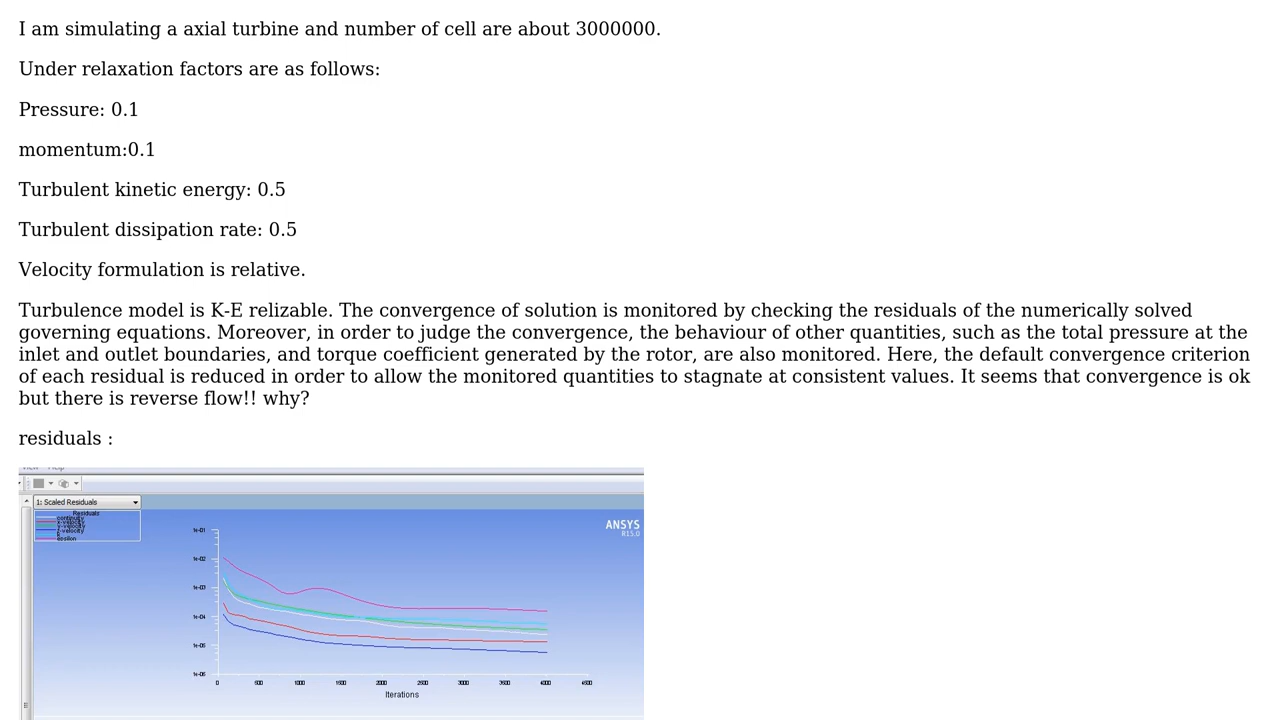 I am simulating a axial turbine and number of cell are about 3000000.
Under relaxation factors are as follows:
Pressure: 0.1
momentum:0.1
Turbulent kinetic energy: 0.5
Turbulent dissipation rate: 0.5
Velocity formulation is relative.
Turbulence model is K-E relizable. The convergence of solution is monitored by checking the residuals of the numerically solved
governing equations. Moreover, in order to judge the convergence, the behaviour of other quantities, such as the total pressure at the
inlet and outlet boundaries, and torque coefficient generated by the rotor, are also monitored. Here, the default convergence criterion
of each residual is reduced in order to allow the monitored quantities to stagnate at consistent values. It seems that convergence is ok
but there is reverse flow!! why?
residuals :
1: Scaled Residuals
Residuals
continuity
x-velocity
y-velocity
z-velocity
k
epsilon
ANSYS
R15.0
1e-01
1e-02
1e-03
1e-04
1e-05
1e-06
0 500 1000 1500 2000 2500 3000 3500 4000 4500
Iterations